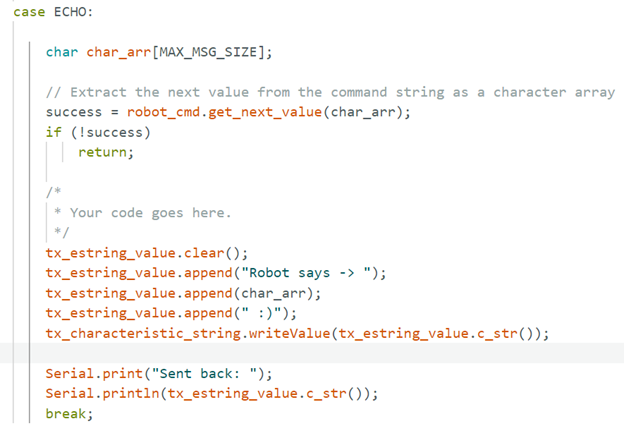 case ECHO:
char char_arr[MAX_MSG_SIZE];
// Extract the next value from the command string as a character array
success = robot_cmd.get_next_value(char_arr);
if (!success)
return;
/*
* Your code goes here.
*/
tx_estring_value.clear();
tx_estring_value.append("Robot says -> ");
tx_estring_value.append(char_arr);
tx_estring_value.append(" :)");
tx_characteristic_string.writeValue(tx_estring_value.c_str());
Serial.print("Sent back: ");
Serial.println(tx_estring_value.c_str());
break;